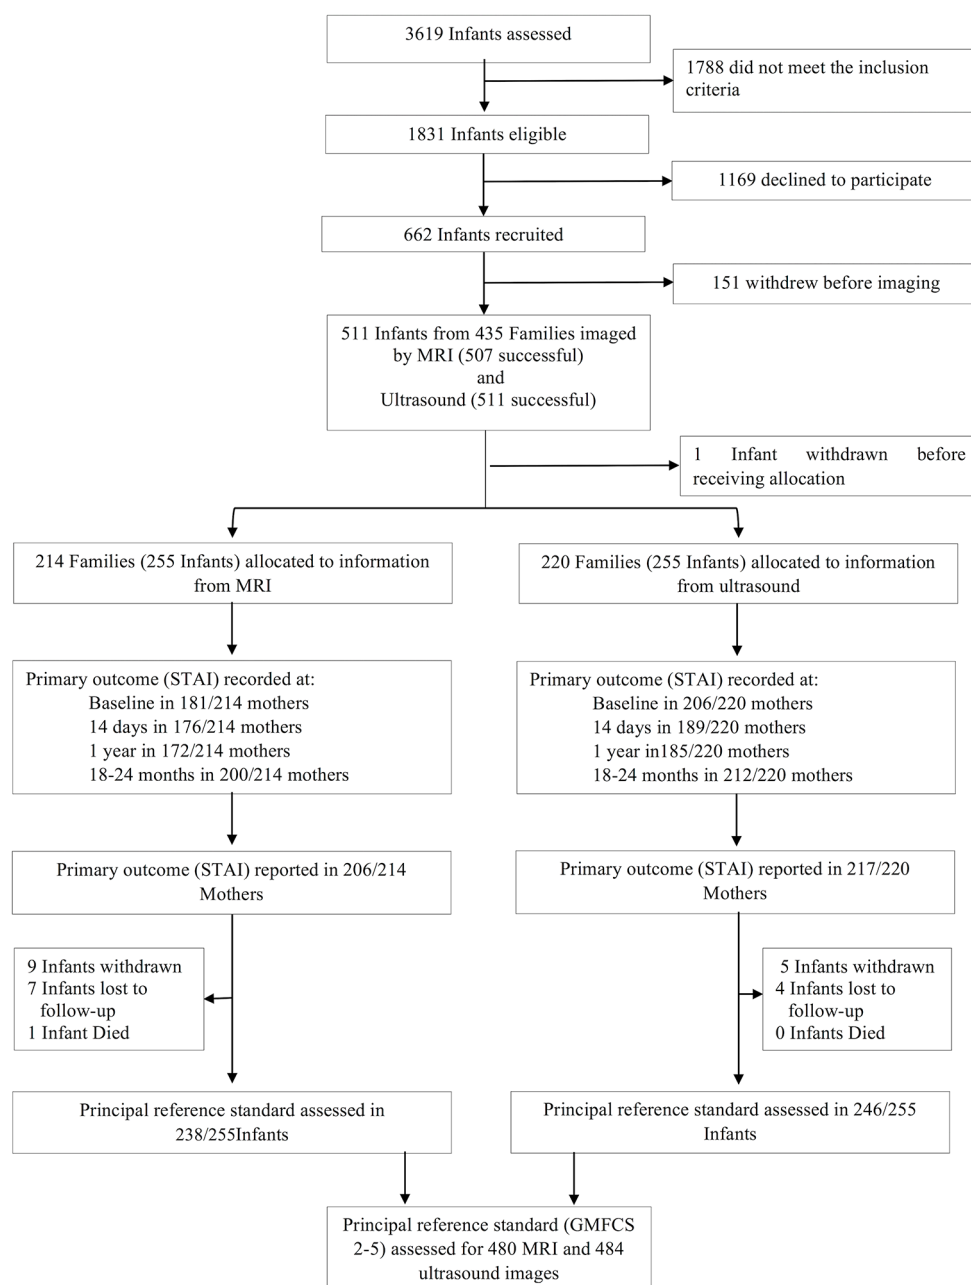 3619 Infants assessed
1788 did not meet the inclusion
criteria
1831 Infants eligible
1169 declined to participate
662 Infants recruited
151 withdrew before imaging
511 Infants from 435 Families imaged
by MRI (507 successful)
and
Ultrasound (511 successful)
1 Infant withdrawn before
receiving allocation
214 Families (255 Infants) allocated to information
from MRI
220 Families (255 Infants) allocated to information
from ultrasound
Primary outcome (STAI) recorded at:
Baseline in 181/214 mothers
14 days in 176/214 mothers
1 year in 172/214 mothers
18-24 months in 200/214 mothers
Primary outcome (STAI) recorded at:
Baseline in 206/220 mothers
14 days in 189/220 mothers
1 year in185/220 mothers
18-24 months in 212/220 mothers
Primary outcome (STAI) reported in 206/214
Mothers
Primary outcome (STAI) reported in 217/220
Mothers
9 Infants withdrawn
7 Infants lost to
follow-up
1 Infant Died
5 Infants withdrawn
4 Infants lost to
follow-up
0 Infants Died
Principal reference standard assessed in
238/255Infants
Principal reference standard assessed in 246/255
Infants
Principal reference standard (GMFCS
2-5) assessed for 480 MRI and 484
ultrasound images